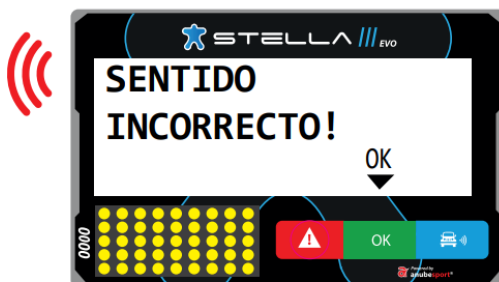 STELLA III EVO
SENTIDO
INCORRECTO!
OK
0000
OK
Powered by
anubesport